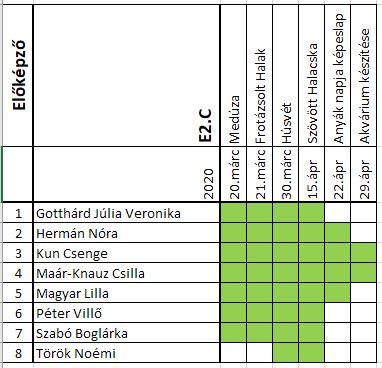 Előképző
E2.C
2020
20.márc Medúza
21.márc Frotázsolt Halak
30.márc Húsvét
15.ápr Szövött Halacska
22.ápr Anyák napja képeslap
29.ápr Akvárium készítése
1 Gotthárd Júlia Veronika
2 Hermán Nóra
3 Kun Csenge
4 Maár-Knauz Csilla
5 Magyar Lilla
6 Péter Villő
7 Szabó Boglárka
8 Török Noémi